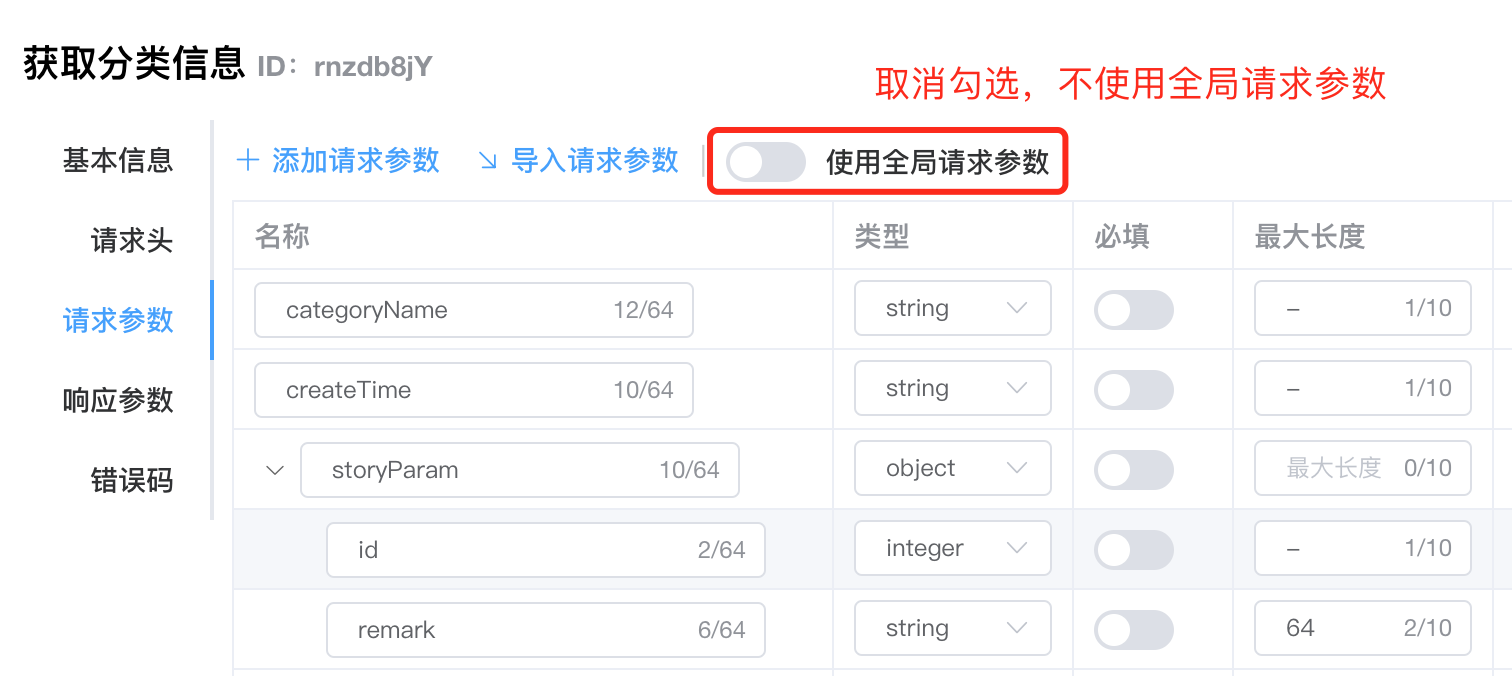 获取分类信息 ID：rnzdb8jY
取消勾选，不使用全局请求参数
基本信息
请求头
请求参数
响应参数
错误码
+ 添加请求参数 导入请求参数 使用全局请求参数
名称 类型 必填 最大长度
categoryName 12/64 string – 1/10
createTime 10/64 string – 1/10
storyParam 10/64 object 最大长度 0/10
id 2/64 integer – 1/10
remark 6/64 string 64 2/10